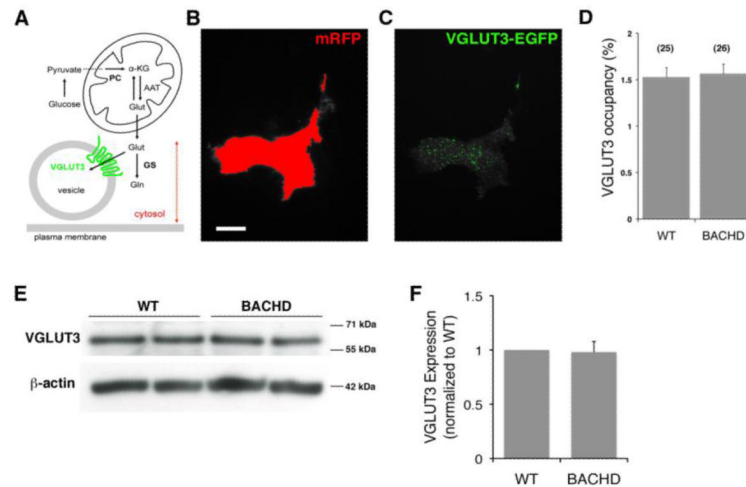 A
Pyruvate
PC
α-KG
AAT
Glucose
Glut
Glut
VGLUT3
GS
vesicle
Gln
cytosol
plasma membrane
B
mRFP
C
VGLUT3-EGFP
D
VGLUT3 occupancy (%)
2
1.5
1
0.5
0
(25)
(26)
WT
BACHD
E
WT
BACHD
VGLUT3
71 kDa
55 kDa
β-actin
42 kDa
F
VGLUT3 Expression
(normalized to WT)
1.5
1
0.5
0
WT
BACHD